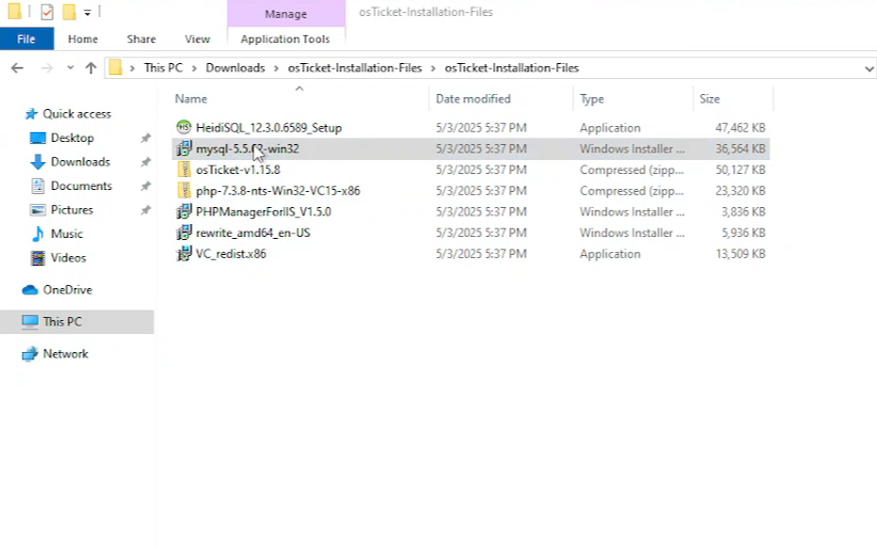 Manage
osTicket-Installation-Files
File
Home
Share
View
Application Tools
This PC
Downloads
osTicket-Installation-Files
osTicket-Installation-Files
Name
Date modified
Type
Size
Quick access
Desktop
Downloads
Documents
Pictures
Music
Videos
OneDrive
This PC
Network
HeidiSQL_12.3.0.6589_Setup 5/3/2025 5:37 PM Application 47,462 KB
5/3/2025 5:37 PM Windows Installer ... 36,564 KB
osTicket-v1.15.8 5/3/2025 5:37 PM Compressed (zipp... 50,127 KB
php-7.3.8-nts-Win32-VC15-x86 5/3/2025 5:37 PM Compressed (zipp... 23,320 KB
PHPManagerForIIS_V1.5.0 5/3/2025 5:37 PM Windows Installer ... 3,836 KB
rewrite_amd64_en-US 5/3/2025 5:37 PM Windows Installer ... 5,936 KB
VC_redist.x86 5/3/2025 5:37 PM Application 13,509 KB